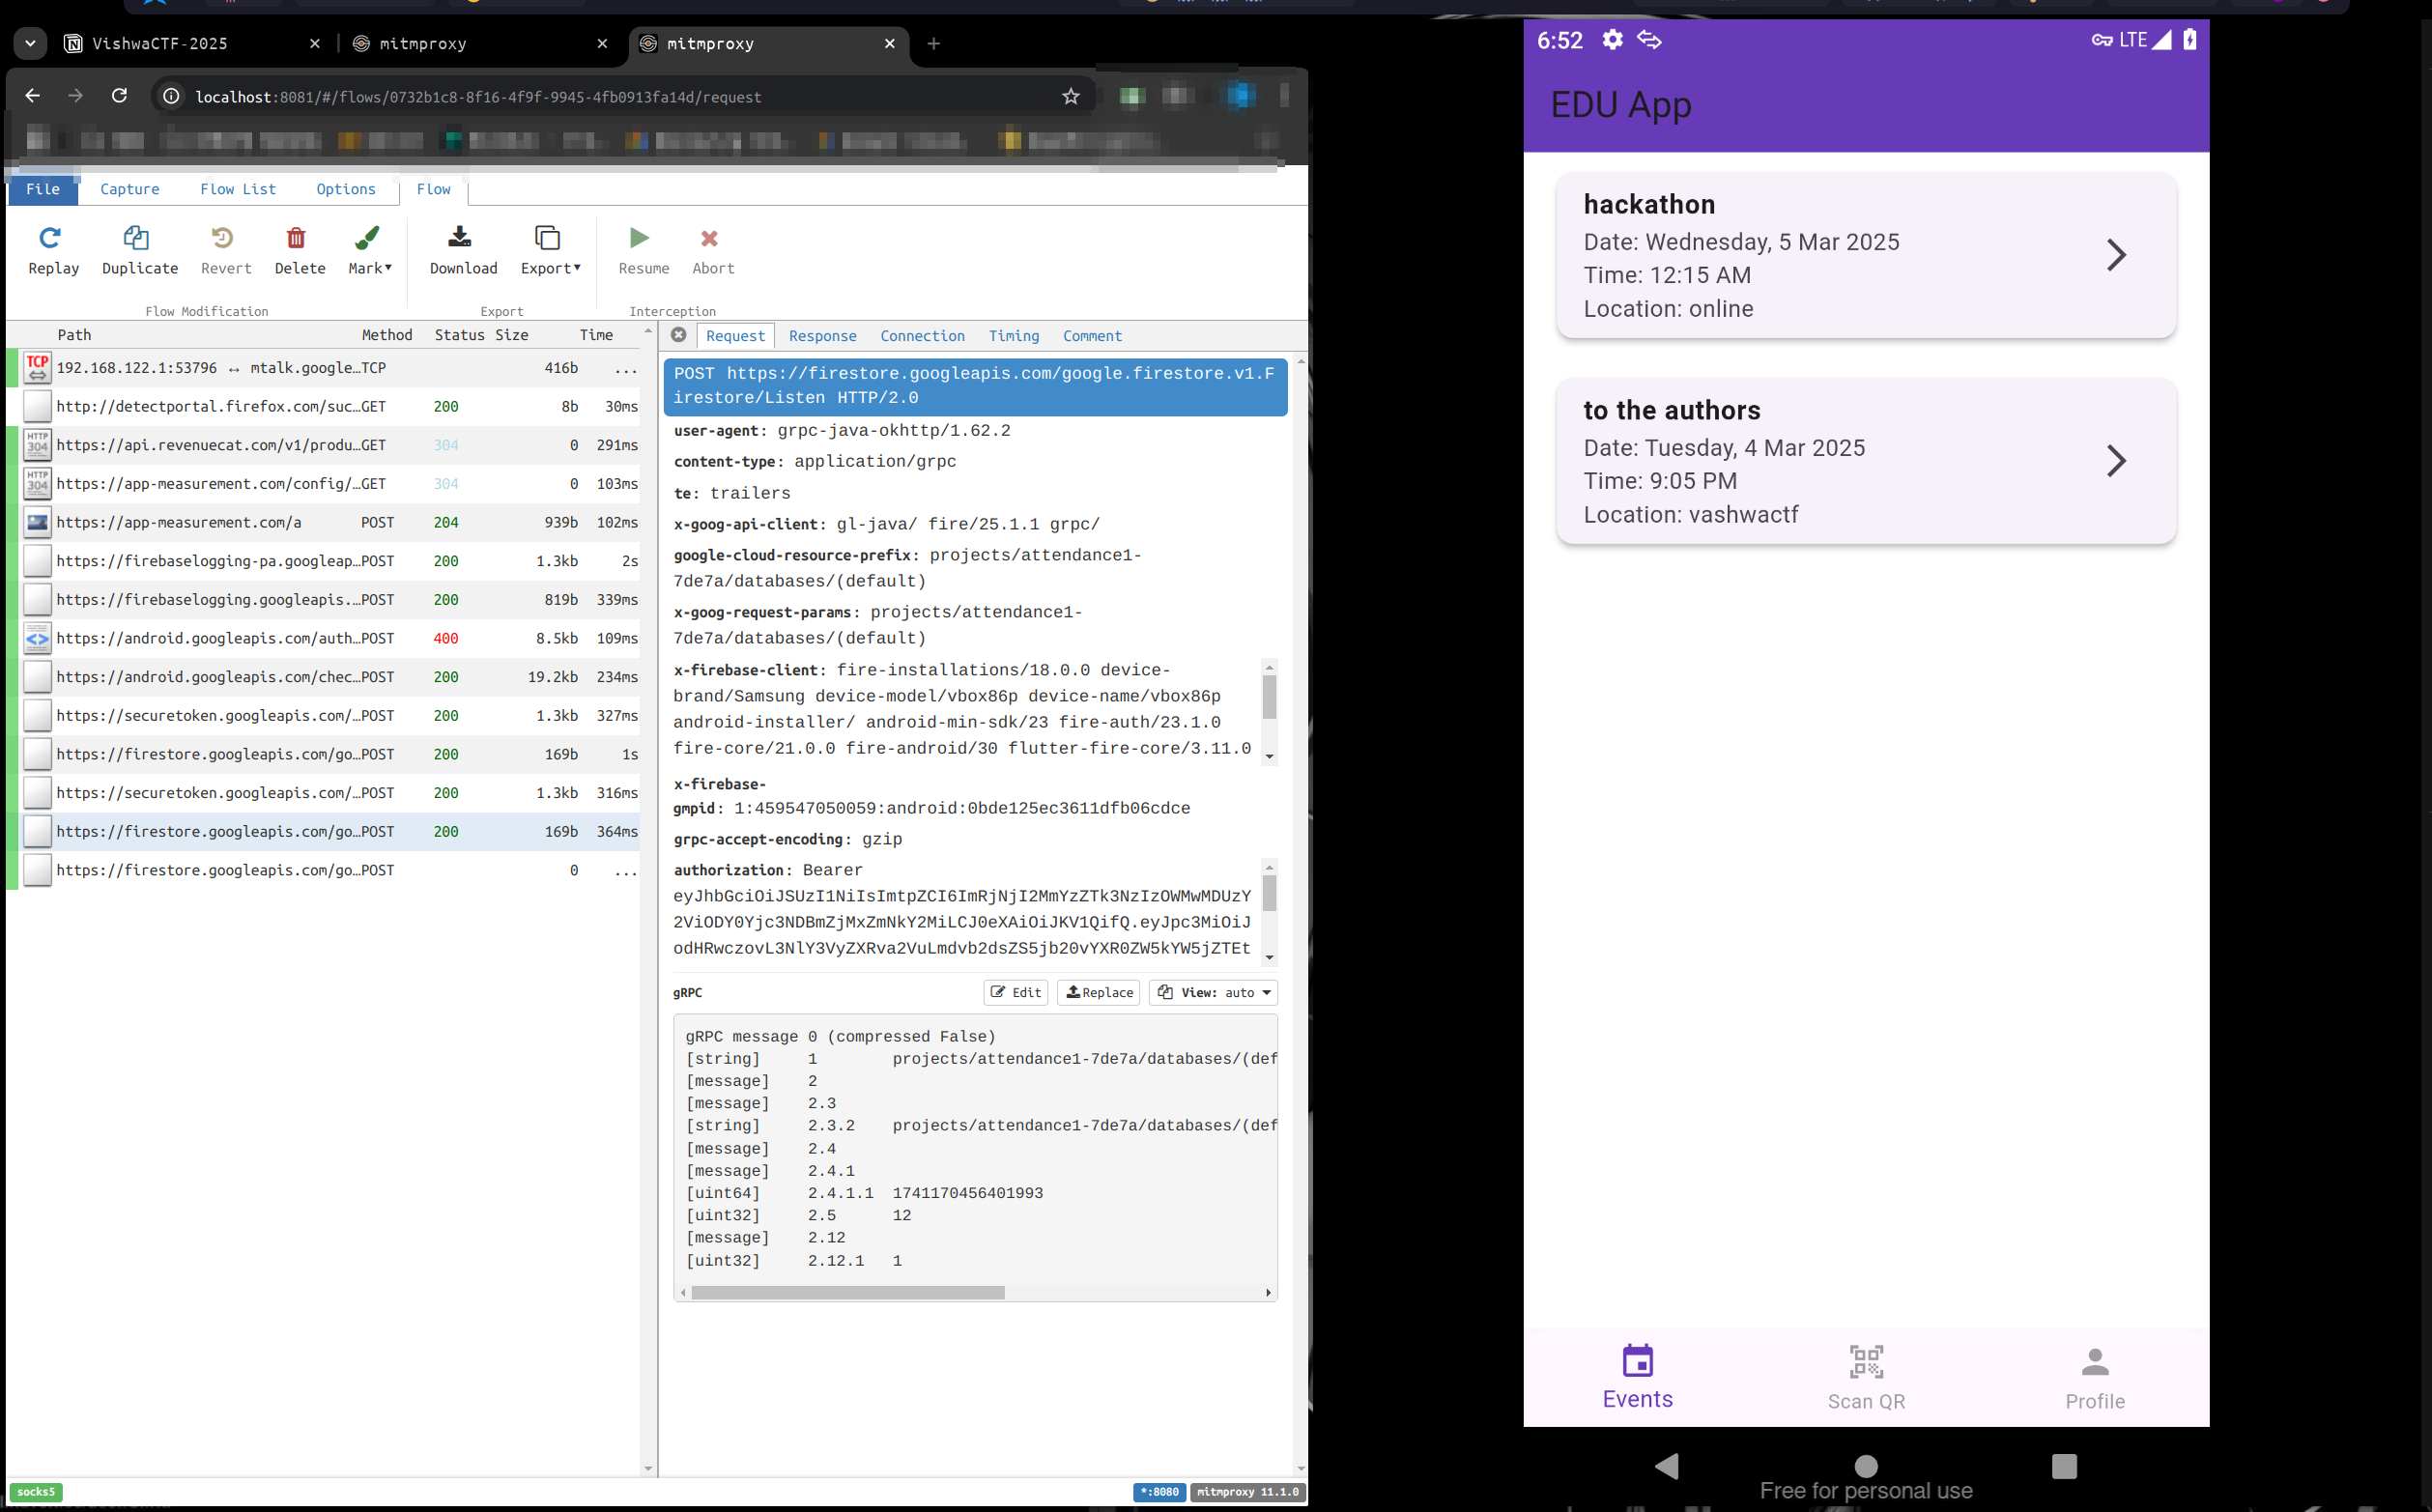 VishwaCTF-2025
mitmproxy
mitmproxy
localhost:8081/#/flows/0732b1c8-8f16-4f9f-9945-4fb0913fa14d/request
File Capture Flow List Options Flow
Replay Duplicate Revert Delete Mark▼ Download Export▼ Resume Abort
Flow Modification Export Interception
Path Method Status Size Time
TCP 192.168.122.1:53796 ↔ mtalk.google… TCP 416b ...
http://detectportal.firefox.com/suc… GET 200 8b 30ms
HTTP 304 https://api.revenuecat.com/v1/produ… GET 304 0 291ms
HTTP 304 https://app-measurement.com/config/… GET 304 0 103ms
https://app-measurement.com/a POST 204 939b 102ms
https://firebaselogging-pa.googleap… POST 200 1.3kb 2s
https://firebaselogging.googleapis.… POST 200 819b 339ms
https://android.googleapis.com/auth… POST 400 8.5kb 109ms
https://android.googleapis.com/chec… POST 200 19.2kb 234ms
https://securetoken.googleapis.com/… POST 200 1.3kb 327ms
https://firestore.googleapis.com/go… POST 200 169b 1s
https://securetoken.googleapis.com/… POST 200 1.3kb 316ms
https://firestore.googleapis.com/go… POST 200 169b 364ms
https://firestore.googleapis.com/go… POST 0 ...
Request Response Connection Timing Comment
POST https://firestore.googleapis.com/google.firestore.v1.F
irestore/Listen HTTP/2.0
user-agent: grpc-java-okhttp/1.62.2
content-type: application/grpc
te: trailers
x-goog-api-client: gl-java/ fire/25.1.1 grpc/
google-cloud-resource-prefix: projects/attendance1-
7de7a/databases/(default)
x-goog-request-params: projects/attendance1-
7de7a/databases/(default)
x-firebase-client: fire-installations/18.0.0 device-
brand/Samsung device-model/vbox86p device-name/vbox86p
android-installer/ android-min-sdk/23 fire-auth/23.1.0
fire-core/21.0.0 fire-android/30 flutter-fire-core/3.11.0
x-firebase-
gmpid: 1:459547050059:android:0bde125ec3611dfb06cdce
grpc-accept-encoding: gzip
authorization: Bearer
eyJhbGciOiJSUzI1NiIsImtpZCI6ImRjNjI2MmYzZTk3NzIzOWMwMDUzY
2ViODY0Yjc3NDBmZjMxZmNkY2MiLCJ0eXAiOiJKV1QifQ.eyJpc3MiOiJ
odHRwczovL3NlY3VyZXRva2VuLmdvb2dsZS5jb20vYXR0ZW5kYW5jZTEt
gRPC Edit Replace View: auto
gRPC message 0 (compressed False)
[string] 1 projects/attendance1-7de7a/databases/(def
[message] 2
[message] 2.3
[string] 2.3.2 projects/attendance1-7de7a/databases/(def
[message] 2.4
[message] 2.4.1
[uint64] 2.4.1.1 1741170456401993
[uint32] 2.5 12
[message] 2.12
[uint32] 2.12.1 1
socks5
*:8080 mitmproxy 11.1.0
6:52 LTE
EDU App
hackathon
Date: Wednesday, 5 Mar 2025
Time: 12:15 AM
Location: online
to the authors
Date: Tuesday, 4 Mar 2025
Time: 9:05 PM
Location: vashwactf
Events Scan QR Profile
Free for personal use